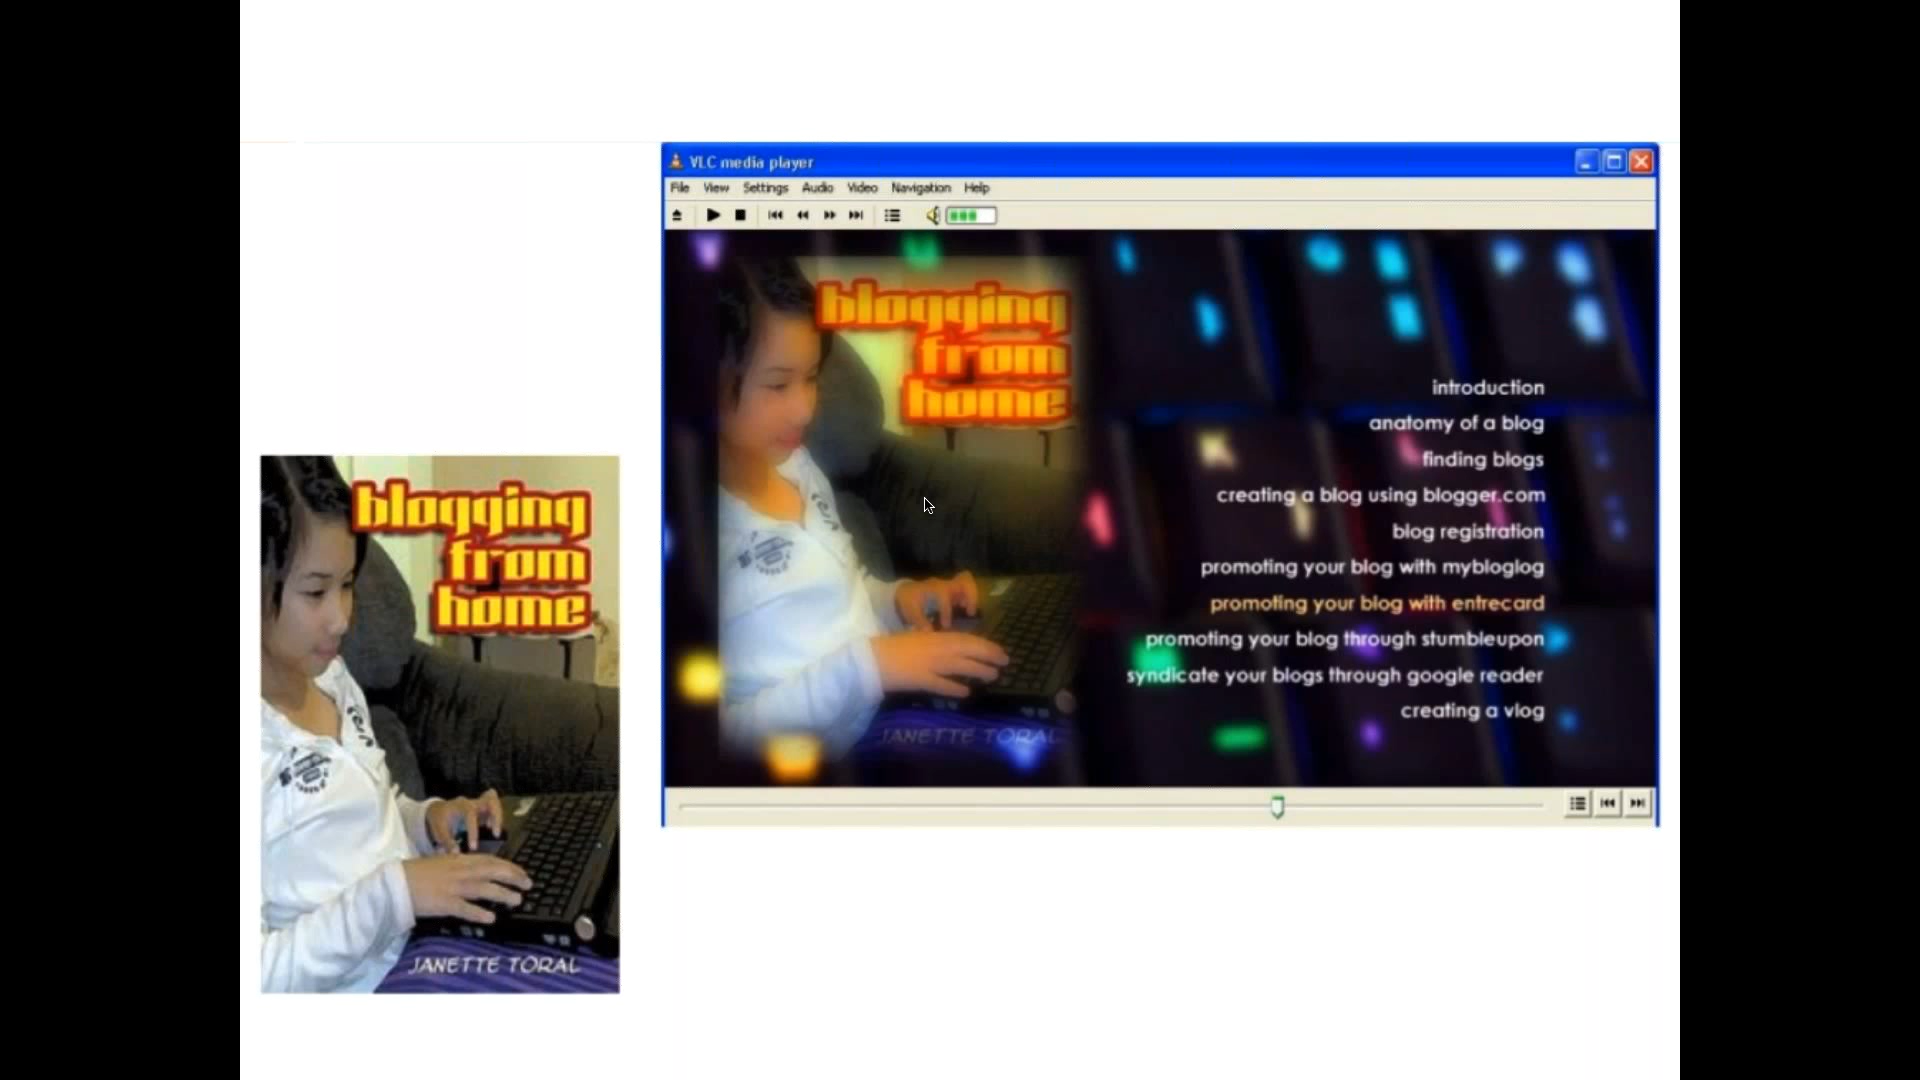 VLC media player
File View Settings Audio Video Navigation Help
blogging
from
home
JANETTE TORAL
introduction
anatomy of a blog
finding blogs
creating a blog using blogger.com
blog registration
promoting your blog with mybloglog
promoting your blog with entrecard
promoting your blog through stumbleupon
syndicate your blogs through google reader
creating a vlog
blogging
from
home
JANETTE TORAL